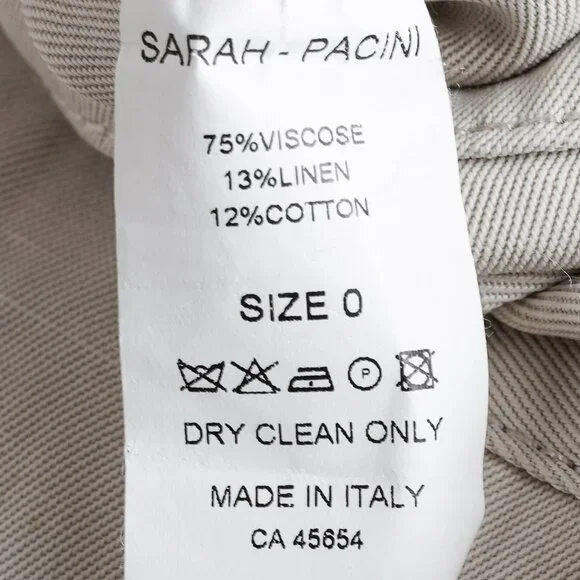 SARAH - PACINI
75%VISCOSE
13%LINEN
12%COTTON
SIZE 0
P
DRY CLEAN ONLY
MADE IN ITALY
CA 45654